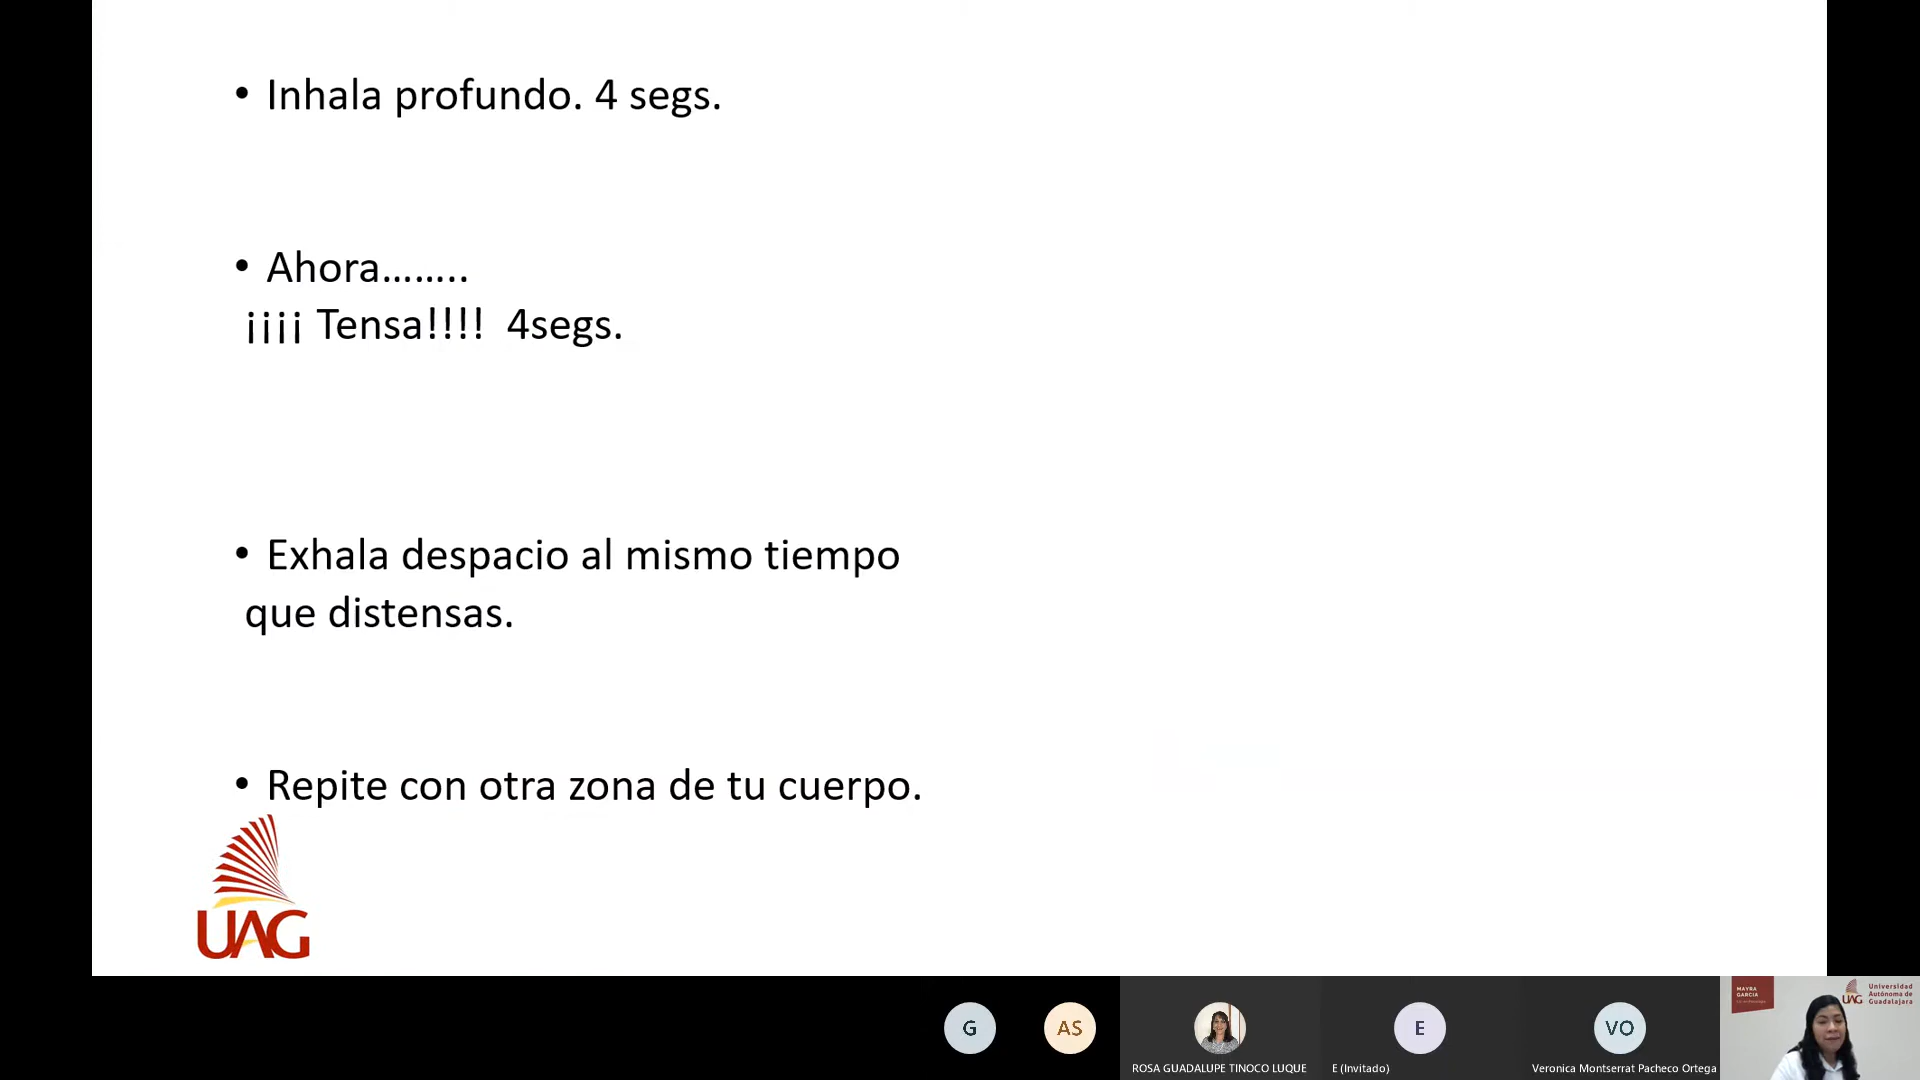 • Inhala profundo. 4 segs.
• Ahora……..
¡¡¡¡ Tensa!!!!  4segs.
• Exhala despacio al mismo tiempo
que distensas.
• Repite con otra zona de tu cuerpo.
UAG
G
AS
E
VO
ROSA GUADALUPE TINOCO LUQUE
E (Invitado)
Veronica Montserrat Pacheco Ortega
MAYRA
GARCIA
UAG
Universidad
Autónoma de
Guadalajara